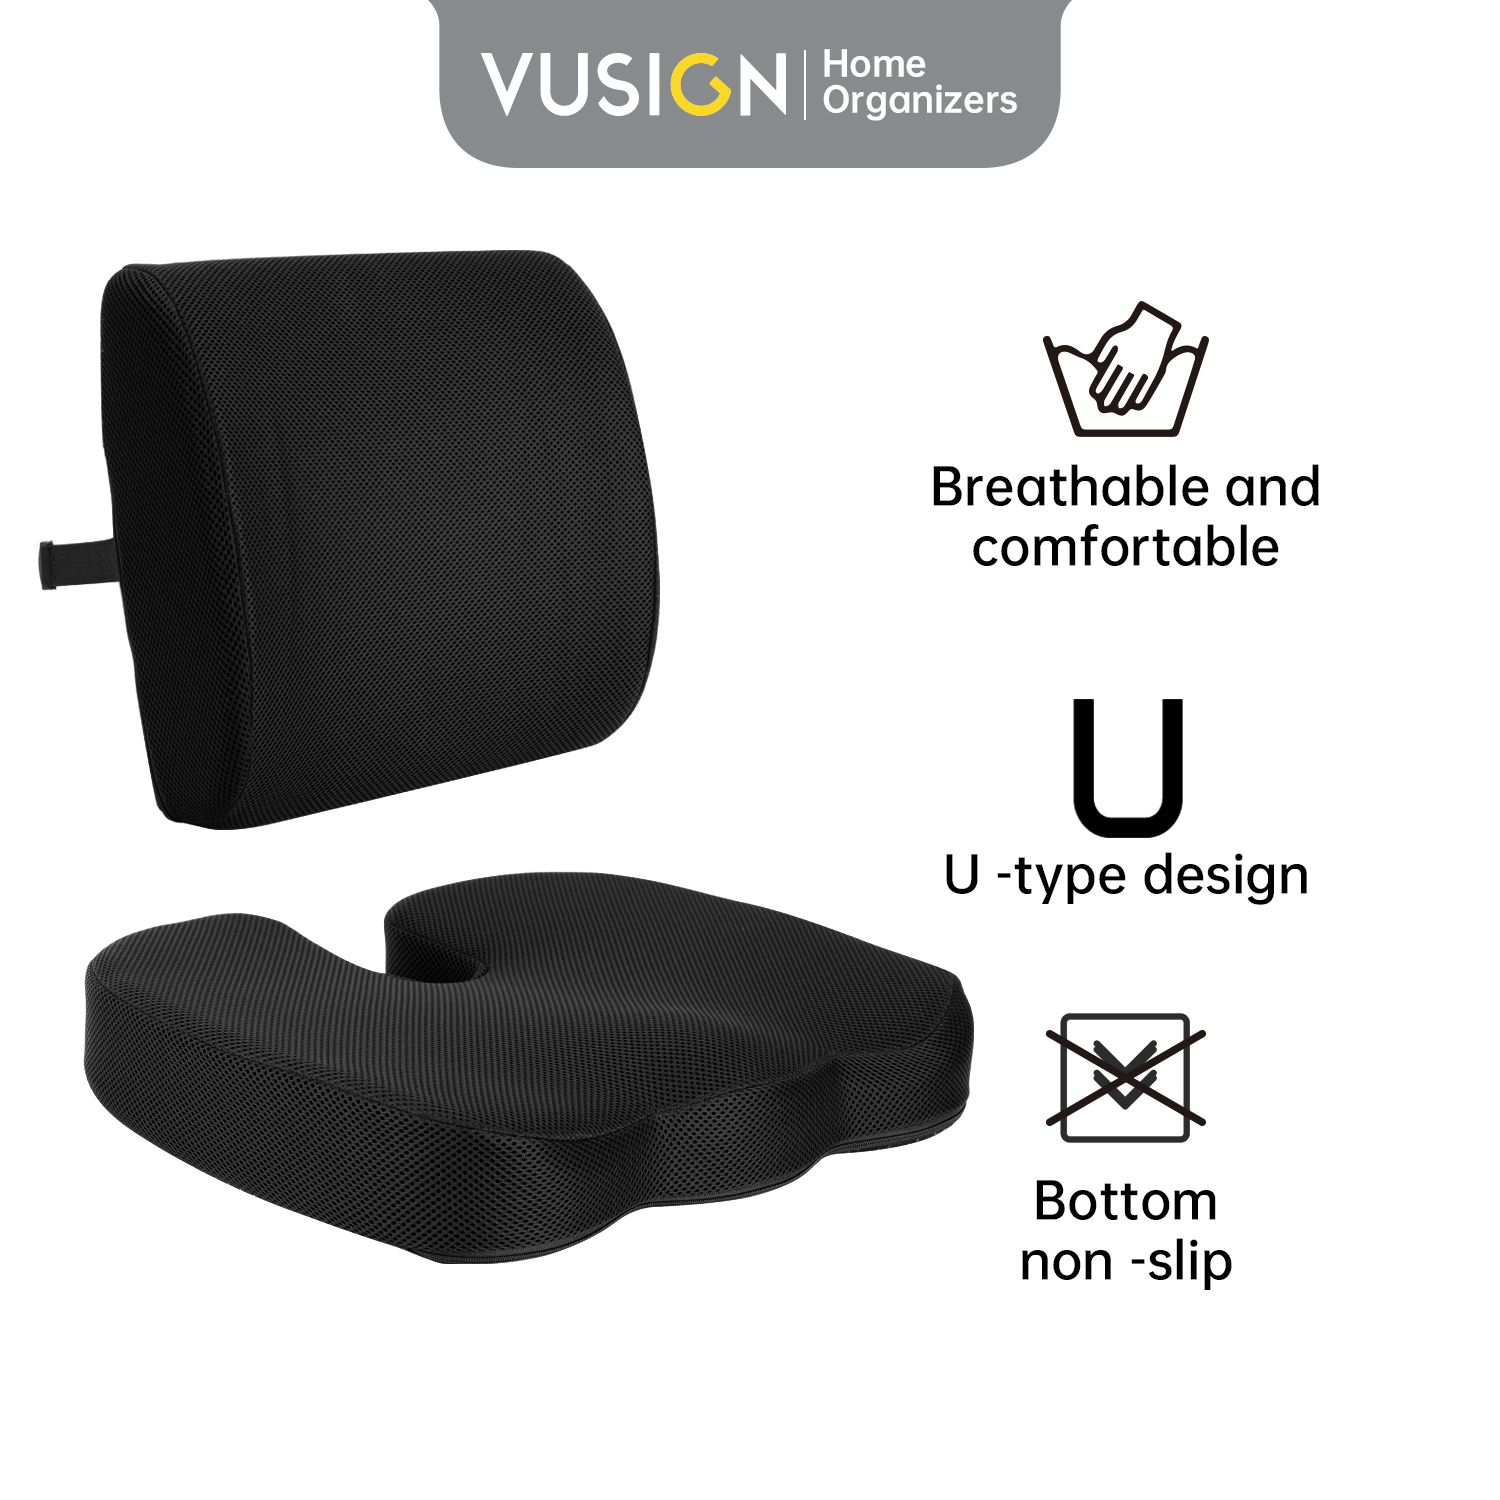 VUSIGN
Home
Organizers
Breathable and
comfortable
U
U -type design
Bottom
non -slip